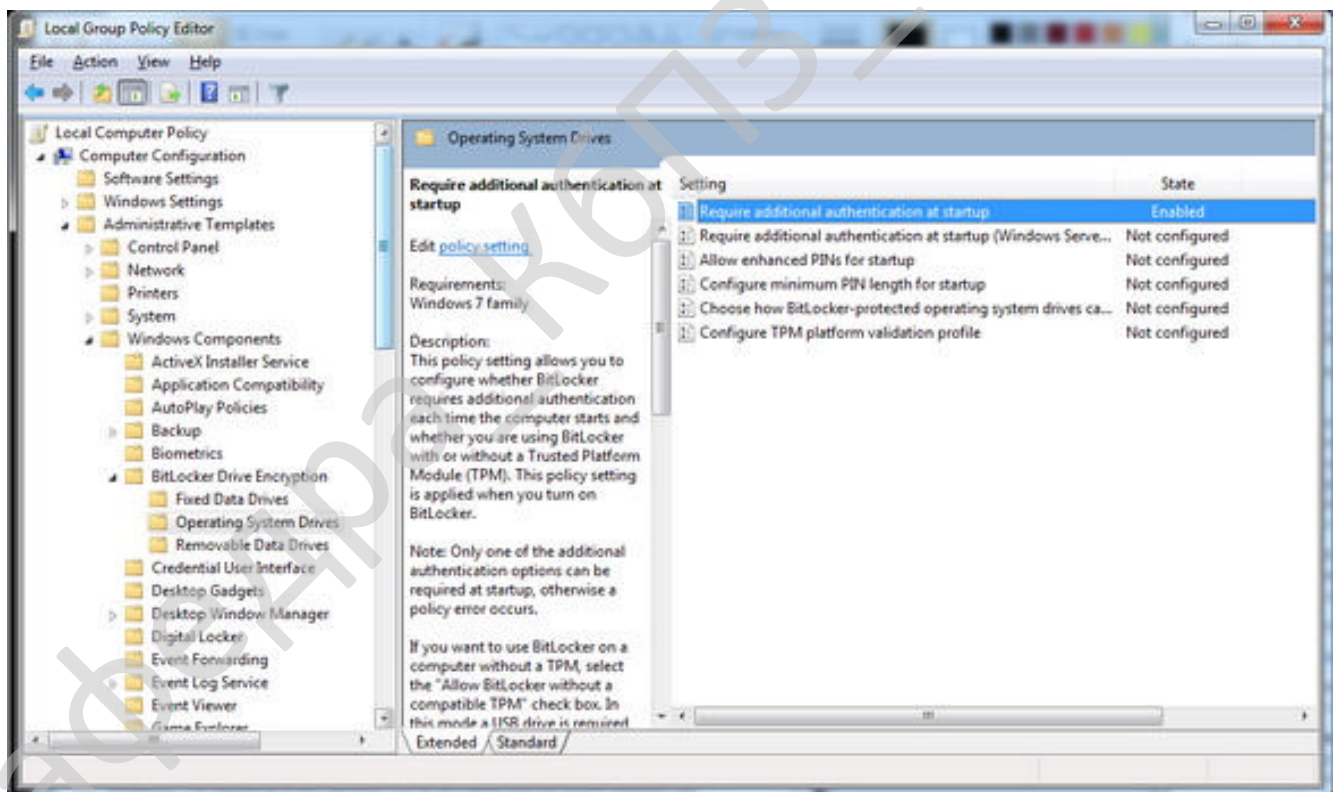 Local Group Policy Editor
File Action View Help
Local Computer Policy
Computer Configuration
Software Settings
Windows Settings
Administrative Templates
Control Panel
Network
Printers
System
Windows Components
ActiveX Installer Service
Application Compatibility
AutoPlay Policies
Backup
Biometrics
BitLocker Drive Encryption
Fixed Data Drives
Operating System Drives
Removable Data Drives
Credential User Interface
Desktop Gadgets
Desktop Window Manager
Digital Locker
Event Forwarding
Event Log Service
Event Viewer
Game Explorer
Operating System Drives
Require additional authentication at
startup
Edit policy setting
Requirements:
Windows 7 family
Description:
This policy setting allows you to
configure whether BitLocker
requires additional authentication
each time the computer starts and
whether you are using BitLocker
with or without a Trusted Platform
Module (TPM). This policy setting
is applied when you turn on
BitLocker.
Note: Only one of the additional
authentication options can be
required at startup, otherwise a
policy error occurs.
If you want to use BitLocker on a
computer without a TPM, select
the "Allow BitLocker without a
compatible TPM" check box. In
this mode a USB drive is required
Setting State
Require additional authentication at startup Enabled
Require additional authentication at startup (Windows Serve... Not configured
Allow enhanced PINs for startup Not configured
Configure minimum PIN length for startup Not configured
Choose how BitLocker-protected operating system drives ca... Not configured
Configure TPM platform validation profile Not configured
Extended Standard